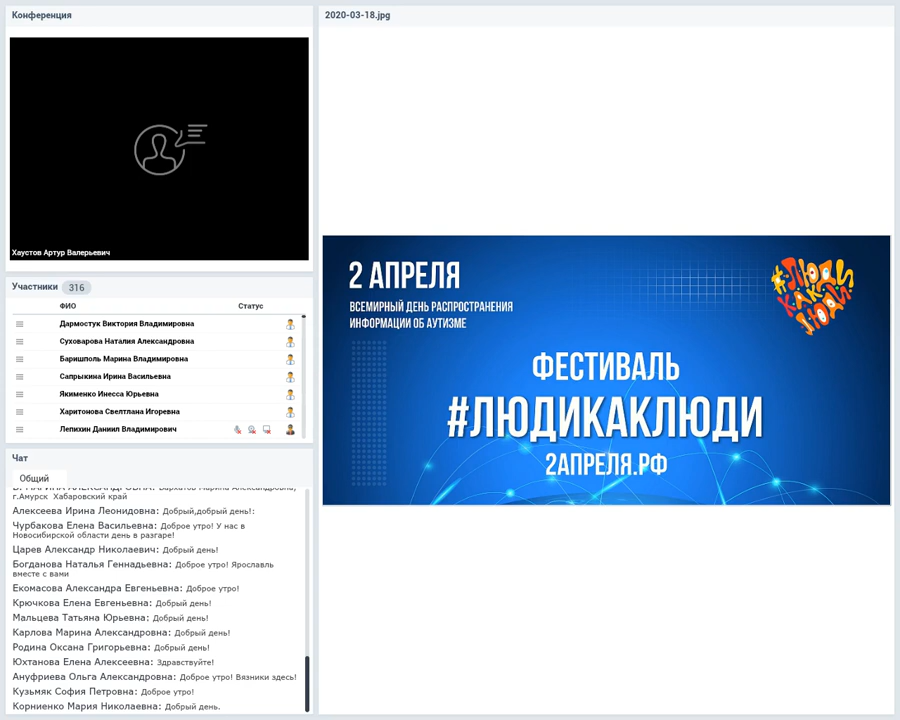 Конференция
Хаустов Артур Валерьевич
Участники 316
ФИО Статус
Дармостук Виктория Владимировна
Суховарова Наталия Александровна
Баришполь Марина Владимировна
Сапрыкина Ирина Васильевна
Якименко Инесса Юрьевна
Харитонова Свелтлана Игоревна
Лепихин Даниил Владимирович
Чат
Общий
г.Амурск Хабаровский край
Алексеева Ирина Леонидовна: Добрый,добрый день!:
Чурбакова Елена Васильевна: Доброе утро! У нас в
Новосибирской области день в разгаре!
Царев Александр Николаевич: Добрый день!
Богданова Наталья Геннадьевна: Доброе утро! Ярославль
вместе с вами
Екомасова Александра Евгеньевна: Доброе утро!
Крючкова Елена Евгеньевна: Добрый день!
Мальцева Татьяна Юрьевна: Добрый день!
Карлова Марина Александровна: Добрый день!
Родина Оксана Григорьевна: Добрый день!
Юхтанова Елена Алексеевна: Здравствуйте!
Ануфриева Ольга Александровна: Доброе утро! Вязники здесь!
Кузьмяк София Петровна: Доброе утро!
Корниенко Мария Николаевна: Добрый день.
2020-03-18.jpg
2 АПРЕЛЯ
ВСЕМИРНЫЙ ДЕНЬ РАСПРОСТРАНЕНИЯ
ИНФОРМАЦИИ ОБ АУТИЗМЕ
#ЛЮДИ
КАК
ЛЮДИ
ФЕСТИВАЛЬ
#ЛЮДИКАКЛЮДИ
2АПРЕЛЯ.РФ